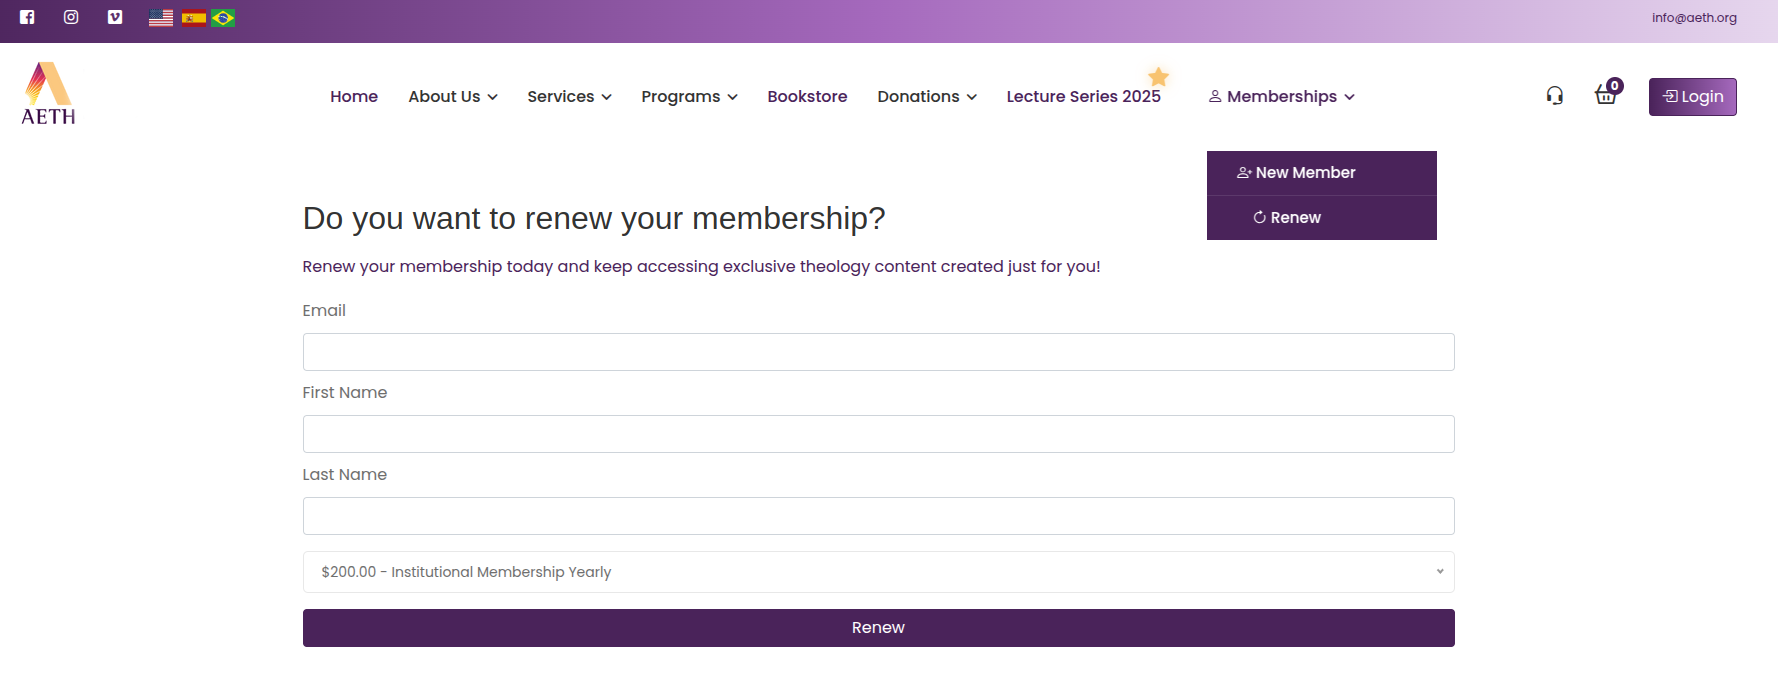 info@aeth.org
AETH
Home About Us Services Programs Bookstore Donations Lecture Series 2025 Memberships 0 Login
New Member
Renew
Do you want to renew your membership?
Renew your membership today and keep accessing exclusive theology content created just for you!
Email
First Name
Last Name
$200.00 - Institutional Membership Yearly
Renew